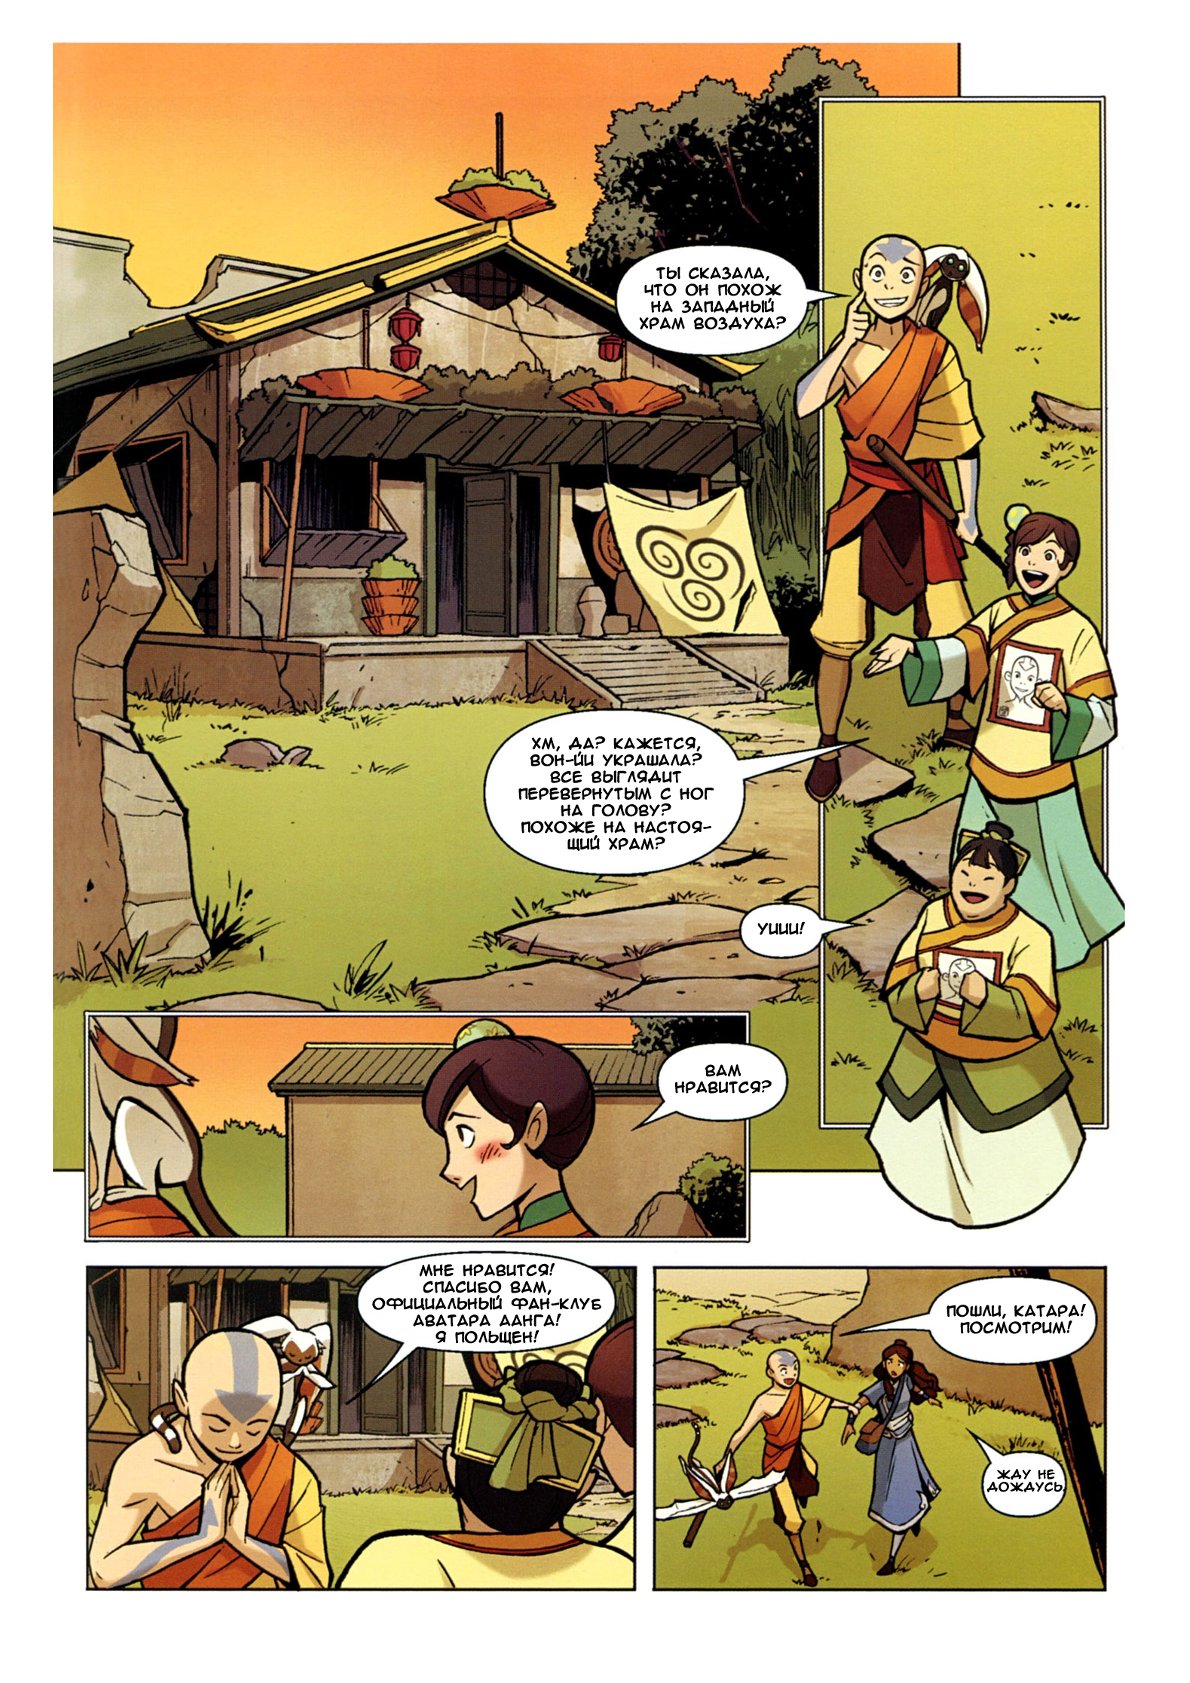 ТЫ СКАЗАЛА,
ЧТО ОН ПОХОЖ
НА ЗАПАДНЫЙ
ХРАМ ВОЗДУХА?
ХМ, ДА? КАЖЕТСЯ,
ВОН-ЙИ УКРАШАЛА?
ВСЕ ВЫГЛЯДИТ
ПЕРЕВЕРНУТЫМ С НОГ
НА ГОЛОВУ?
ПОХОЖЕ НА НАСТОЯ-
ЩИЙ ХРАМ?
УИИИ!
ВАМ
НРАВИТСЯ?
МНЕ НРАВИТСЯ!
СПАСИБО ВАМ,
ОФИЦИАЛЬНЫЙ ФАН-КЛУБ
АВАТАРА ААНГА!
Я ПОЛЬЩЕН!
ПОШЛИ, КАТАРА!
ПОСМОТРИМ!
ЖДУ НЕ
ДОЖДУСЬ.